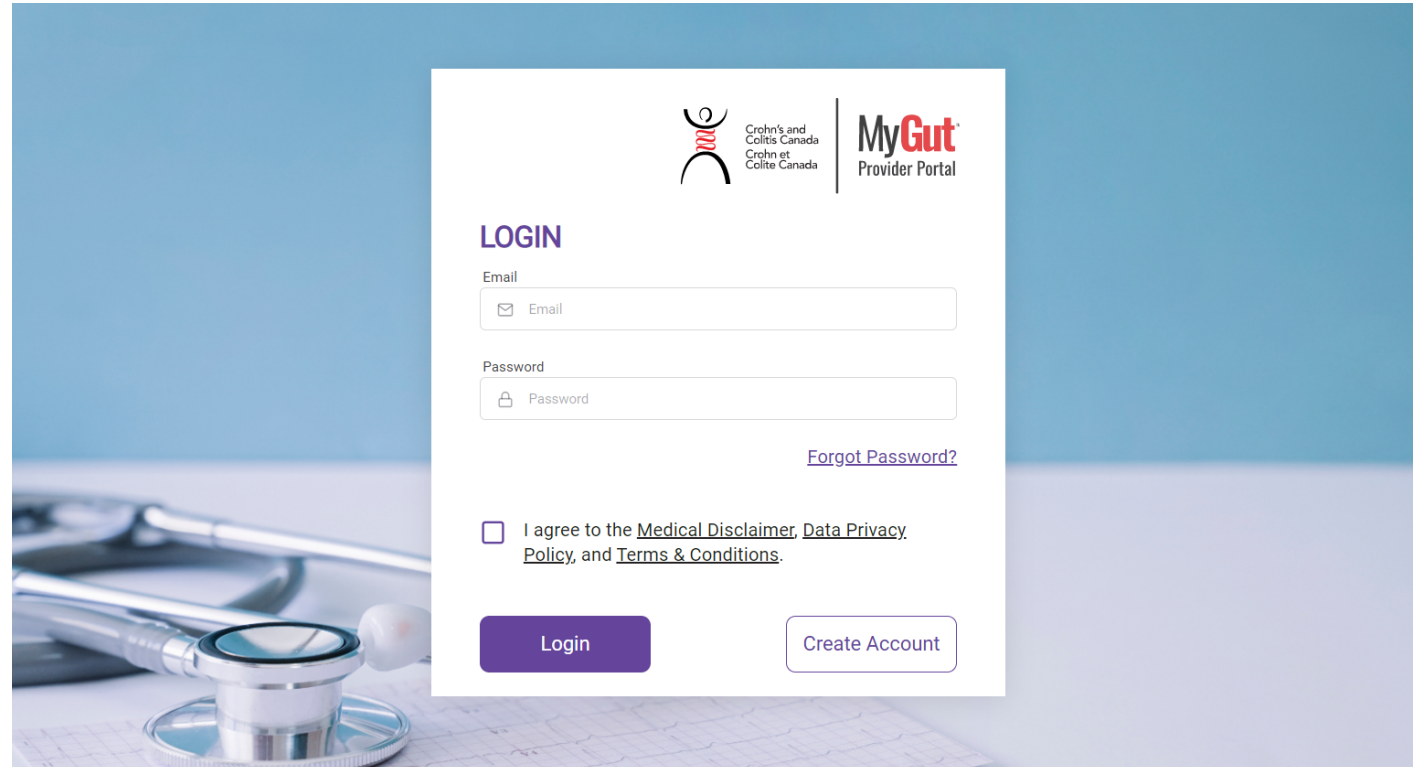 Crohn's and
Colitis Canada
Crohn et
Colite Canada
MyGut™
Provider Portal
LOGIN
Email
Email
Password
Password
Forgot Password?
I agree to the Medical Disclaimer, Data Privacy
Policy, and Terms & Conditions.
Login
Create Account